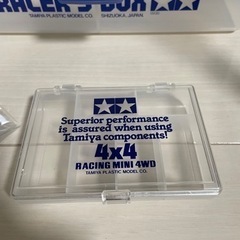 RACER'S BOX
TAMIYA PLASTIC MODEL CO. SHIZUOKA, JAPAN.
Superior performance
is assured when using
Tamiya components!
4x4
RACING MINI 4WD
TAMIYA PLASTIC MODEL CO.